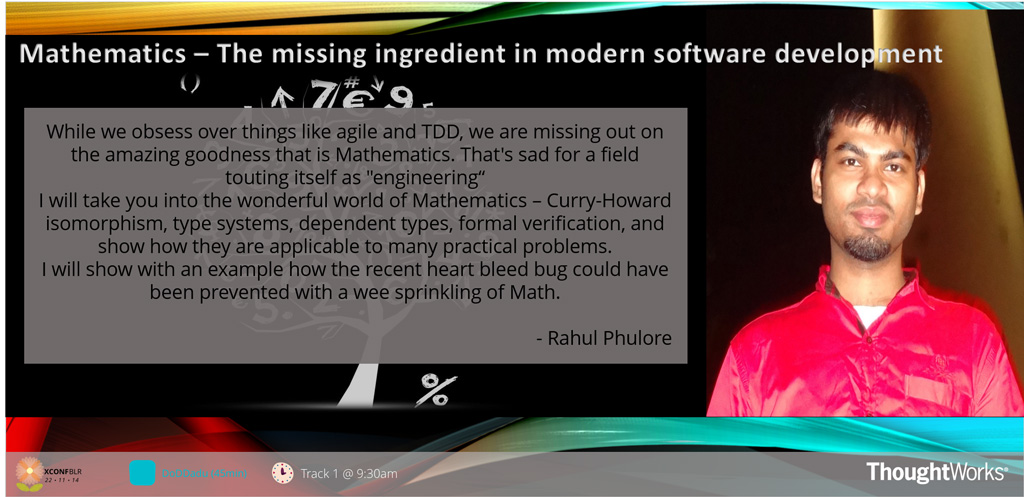 Mathematics – The missing ingredient in modern software development
While we obsess over things like agile and TDD, we are missing out on
the amazing goodness that is Mathematics. That's sad for a field
touting itself as "engineering“
I will take you into the wonderful world of Mathematics – Curry-Howard
isomorphism, type systems, dependent types, formal verification, and
show how they are applicable to many practical problems.
I will show with an example how the recent heart bleed bug could have
been prevented with a wee sprinkling of Math.
- Rahul Phulore
%
XCONFBLR
22 • 11 • 14
Track 1 @ 9:30am
ThoughtWorks®